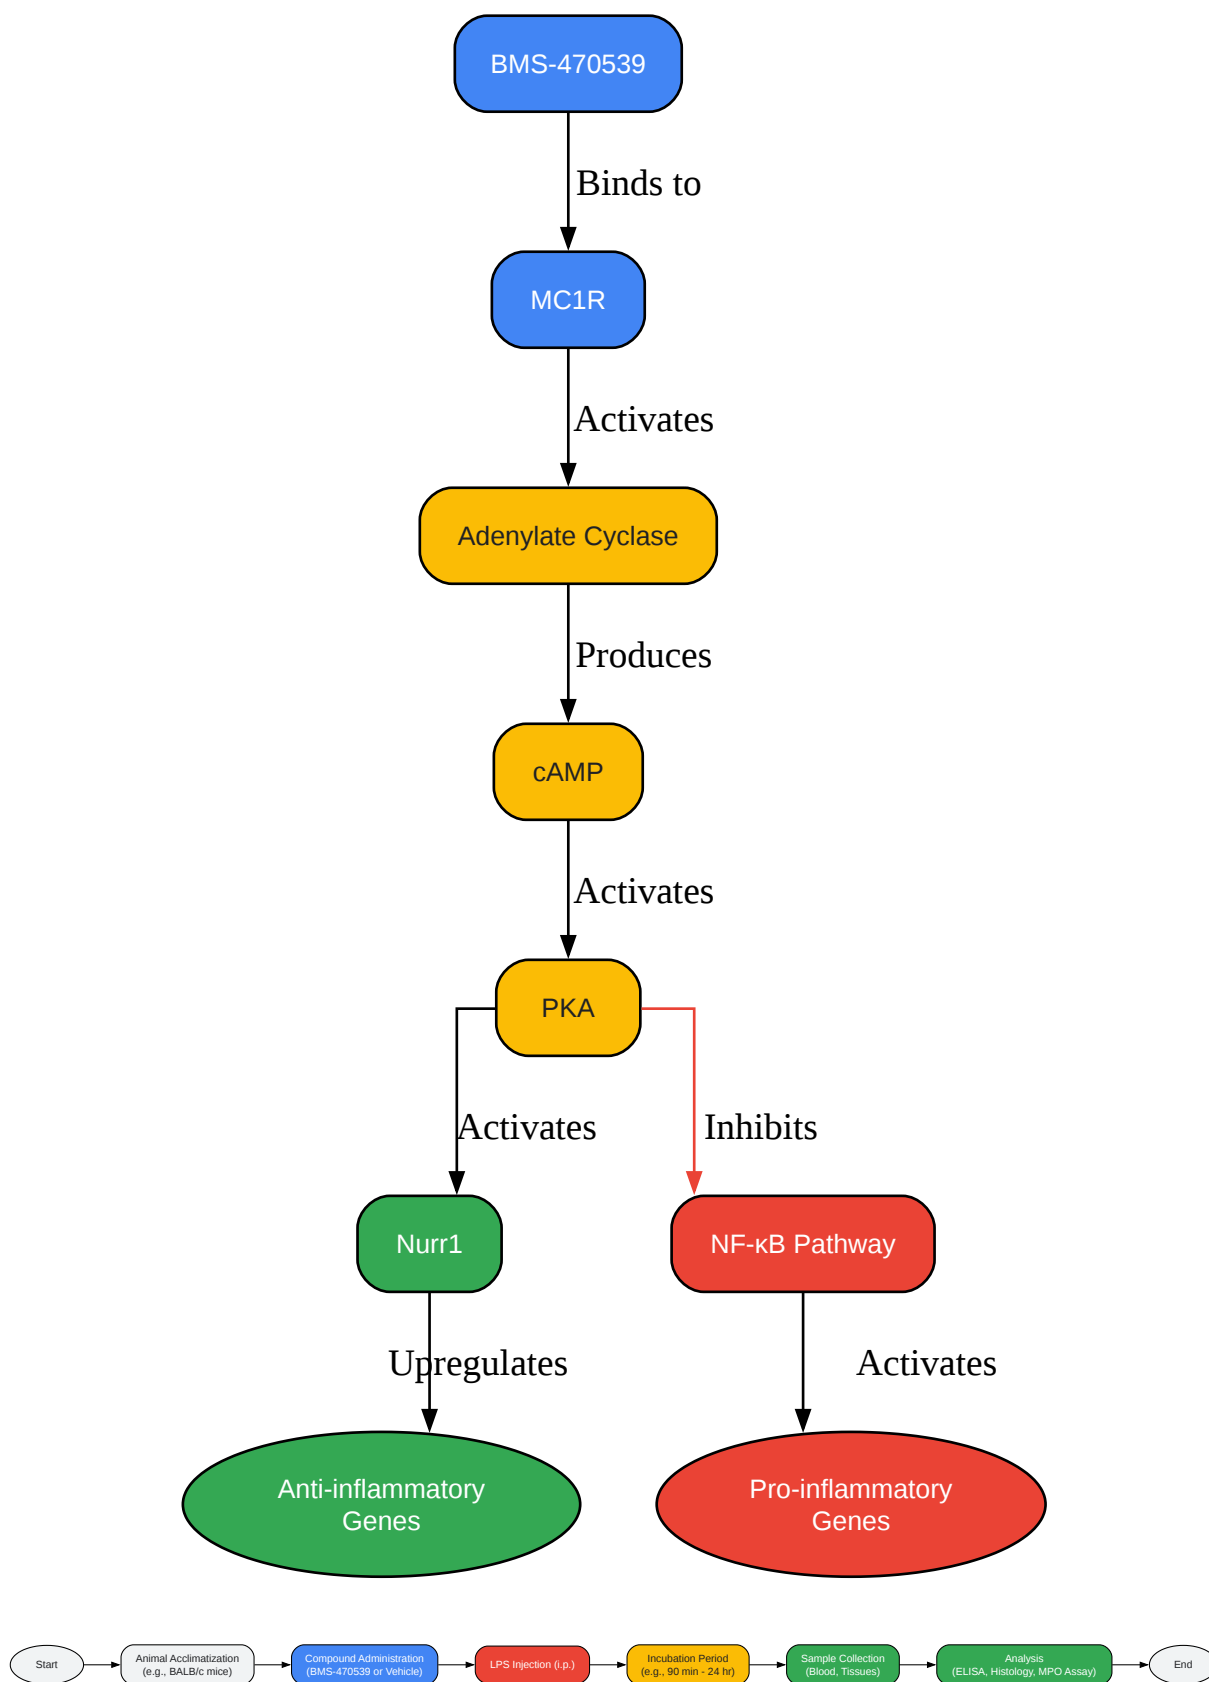 BMS-470539
Binds to
MC1R
Activates
Adenylate Cyclase
Produces
cAMP
Activates
PKA
Activates
Inhibits
Nurr1
NF-κB Pathway
Upregulates
Activates
Anti-inflammatory
Genes
Pro-inflammatory
Genes
Start
Animal Acclimatization
(e.g., BALB/c mice)
Compound Administration
(BMS-470539 or Vehicle)
LPS Injection (i.p.)
Incubation Period
(e.g., 90 min - 24 hr)
Sample Collection
(Blood, Tissues)
Analysis
(ELISA, Histology, MPO Assay)
End